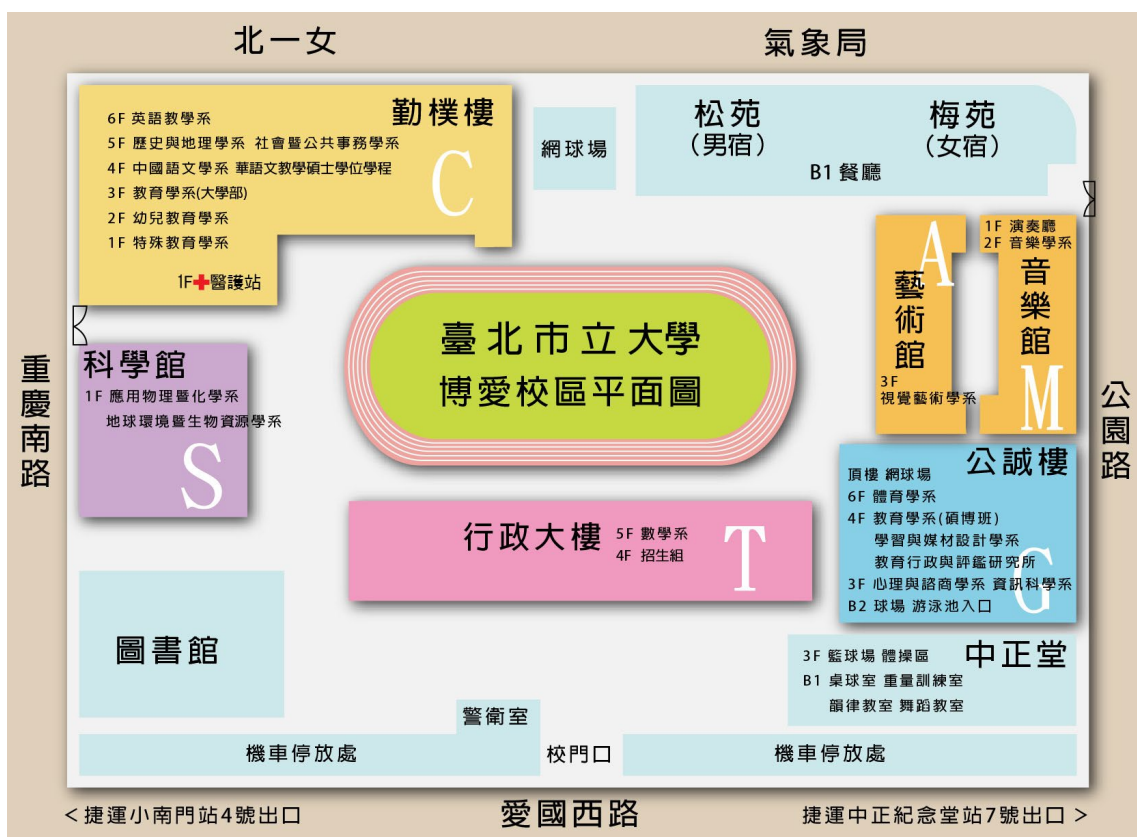 北一女
氣象局
勤樸樓
C
6F 英語教學系
5F 歷史與地理學系 社會暨公共事務學系
4F 中國語文學系 華語文教學碩士學位學程
3F 教育學系(大學部)
2F 幼兒教育學系
1F 特殊教育學系
1F 醫護站
網球場
松苑
(男宿)
梅苑
(女宿)
B1 餐廳
A
藝術館
3F
視覺藝術學系
1F 演奏廳
2F 音樂學系
音樂館
M
臺北市立大學
博愛校區平面圖
重慶南路
科學館
1F 應用物理暨化學系
地球環境暨生物資源學系
S
公園路
行政大樓
5F 數學系
4F 招生組
T
公誠樓
頂樓 網球場
6F 體育學系
4F 教育學系(碩博班)
學習與媒材設計學系
教育行政與評鑑研究所
3F 心理與諮商學系 資訊科學系
B2 球場 游泳池入口
G
圖書館
中正堂
3F 籃球場 體操區
B1 桌球室 重量訓練室
韻律教室 舞蹈教室
警衛室
機車停放處
校門口
機車停放處
< 捷運小南門站4號出口
愛國西路
捷運中正紀念堂站7號出口 >